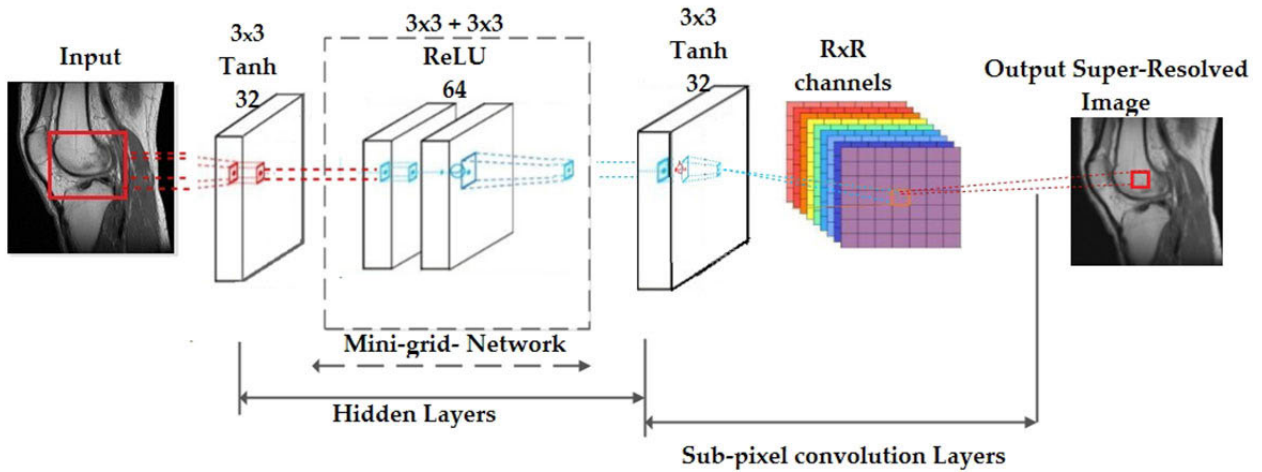 Input
3x3
Tanh
32
3x3 + 3x3
ReLU
64
3x3
Tanh
32
RxR
channels
Output Super-Resolved
Image
Mini-grid- Network
Hidden Layers
Sub-pixel convolution Layers